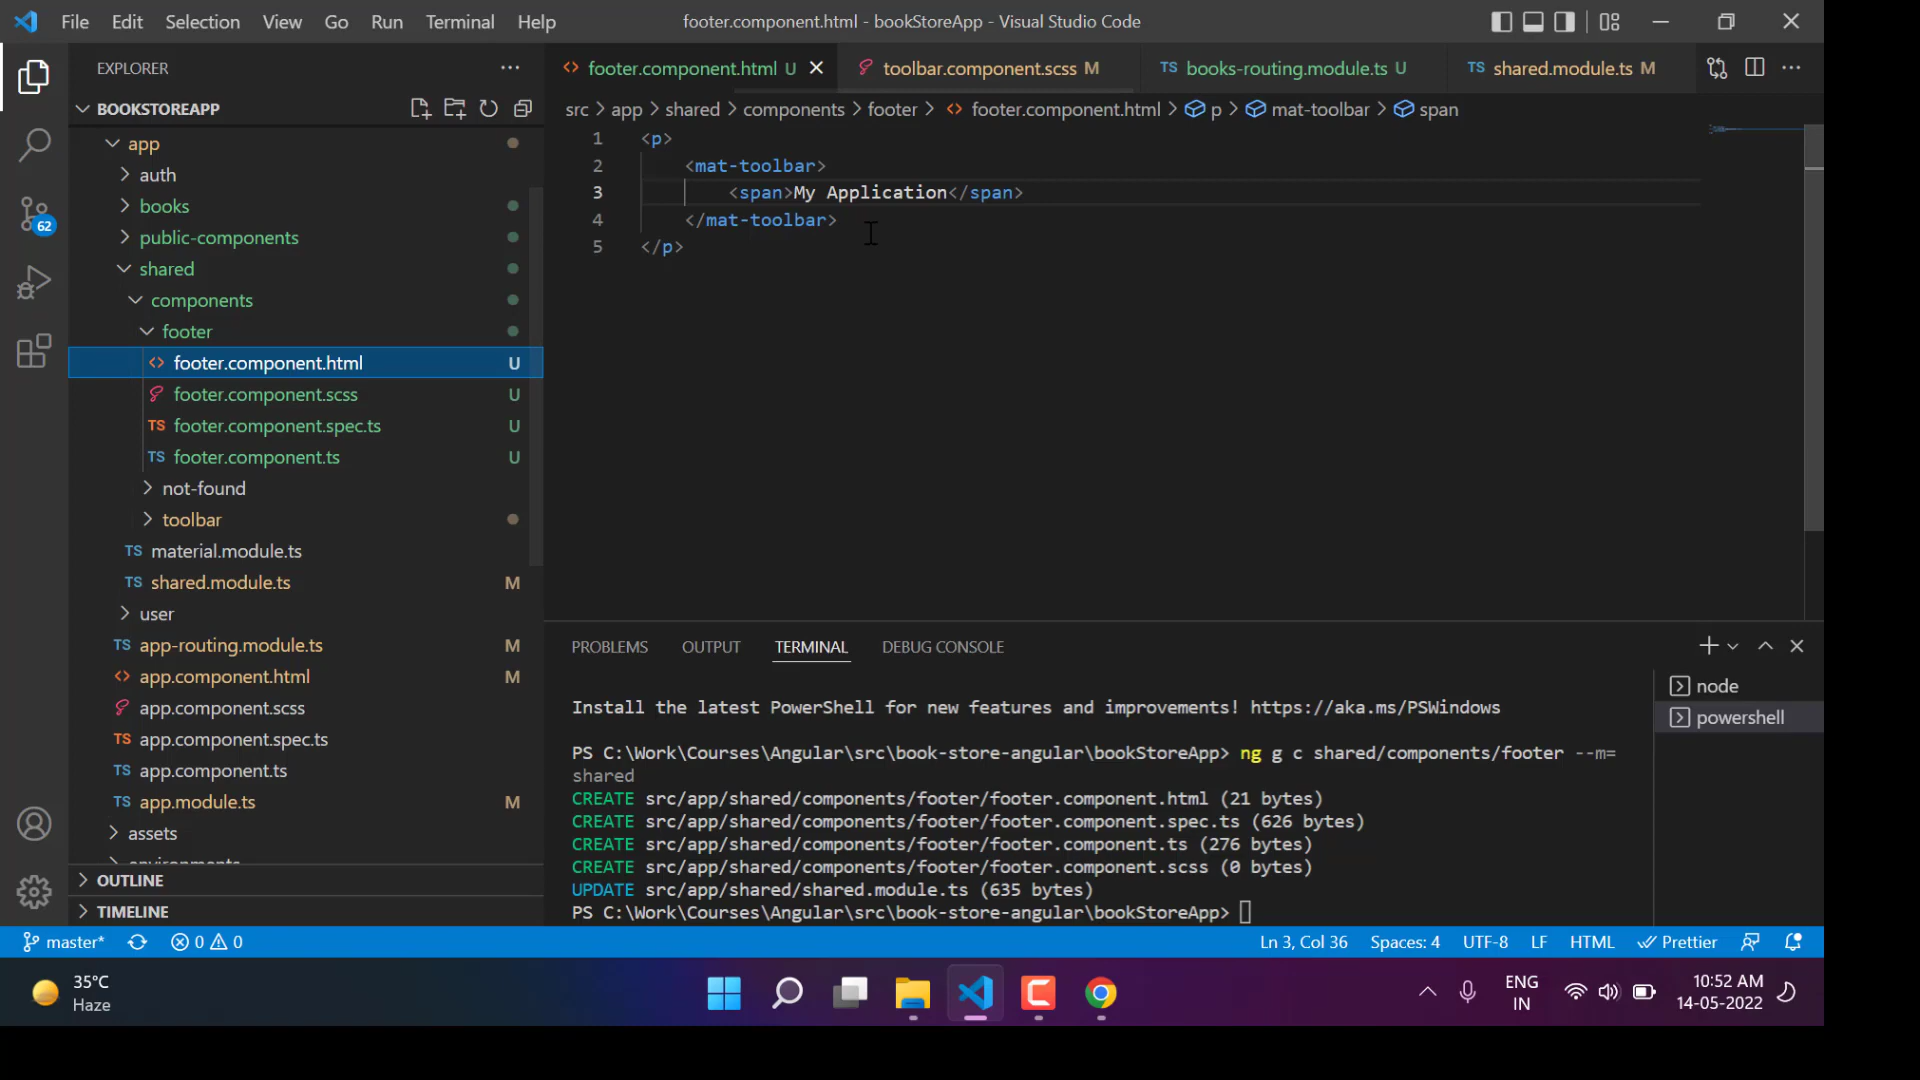 File Edit Selection View Go Run Terminal Help
footer.component.html - bookStoreApp - Visual Studio Code
EXPLORER
footer.component.html U
toolbar.component.scss M
TS books-routing.module.ts U
TS shared.module.ts M
BOOKSTOREAPP
src > app > shared > components > footer > footer.component.html > p > mat-toolbar > span
app
auth
books
public-components
shared
components
footer
footer.component.html U
footer.component.scss U
TS footer.component.spec.ts U
TS footer.component.ts U
not-found
toolbar
TS material.module.ts
TS shared.module.ts M
user
TS app-routing.module.ts M
app.component.html M
app.component.scss
TS app.component.spec.ts
TS app.component.ts
TS app.module.ts M
assets
environments
OUTLINE
TIMELINE
1 <p>
2 <mat-toolbar>
3 <span>My Application</span>
4 </mat-toolbar>
5 </p>
PROBLEMS OUTPUT TERMINAL DEBUG CONSOLE
node
powershell
Install the latest PowerShell for new features and improvements! https://aka.ms/PSWindows
PS C:\Work\Courses\Angular\src\book-store-angular\bookStoreApp> ng g c shared/components/footer --m=
shared
CREATE src/app/shared/components/footer/footer.component.html (21 bytes)
CREATE src/app/shared/components/footer/footer.component.spec.ts (626 bytes)
CREATE src/app/shared/components/footer/footer.component.ts (276 bytes)
CREATE src/app/shared/components/footer/footer.component.scss (0 bytes)
UPDATE src/app/shared/shared.module.ts (635 bytes)
PS C:\Work\Courses\Angular\src\book-store-angular\bookStoreApp>
62
master* 0 0
Ln 3, Col 36 Spaces: 4 UTF-8 LF HTML Prettier
35°C
Haze
ENG
IN
10:52 AM
14-05-2022